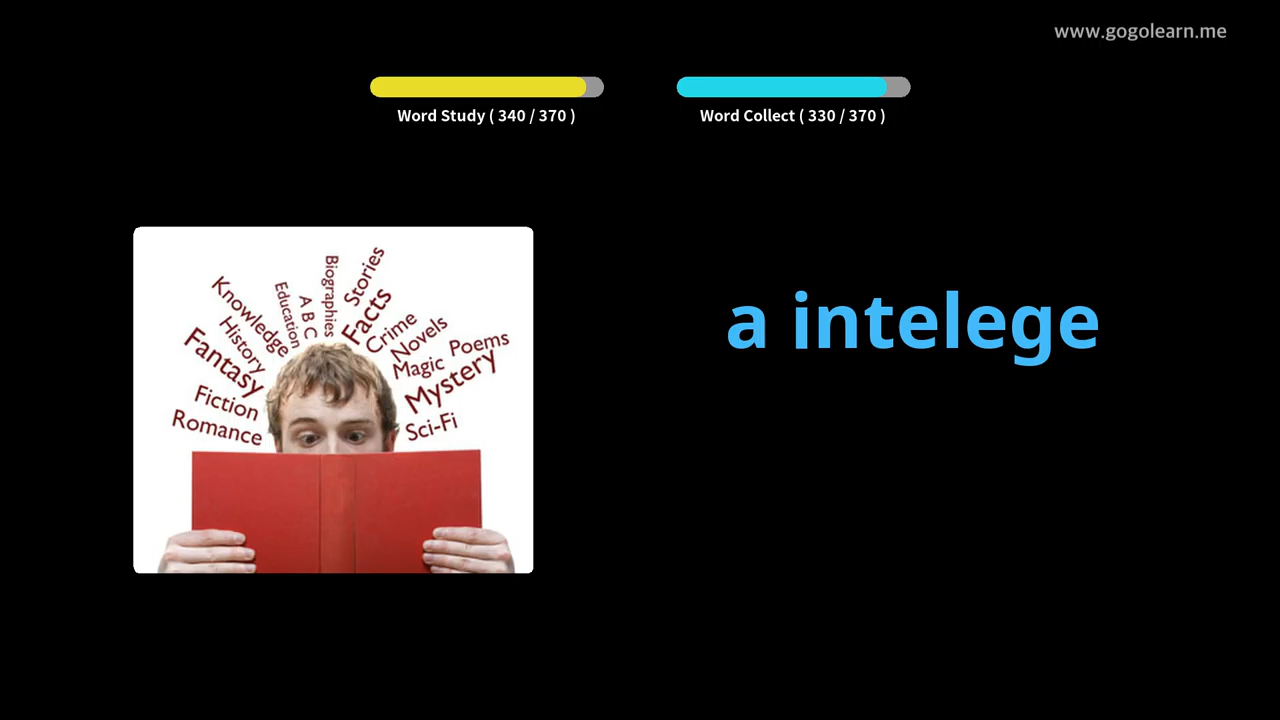 www.gogolearn.me
Word Study ( 340 / 370 )
Word Collect ( 330 / 370 )
a intelege
Knowledge
History
Fantasy
Fiction
Romance
Education
A B C
Biographies
Stories
Facts
Crime
Novels
Magic
Poems
Mystery
Sci-Fi